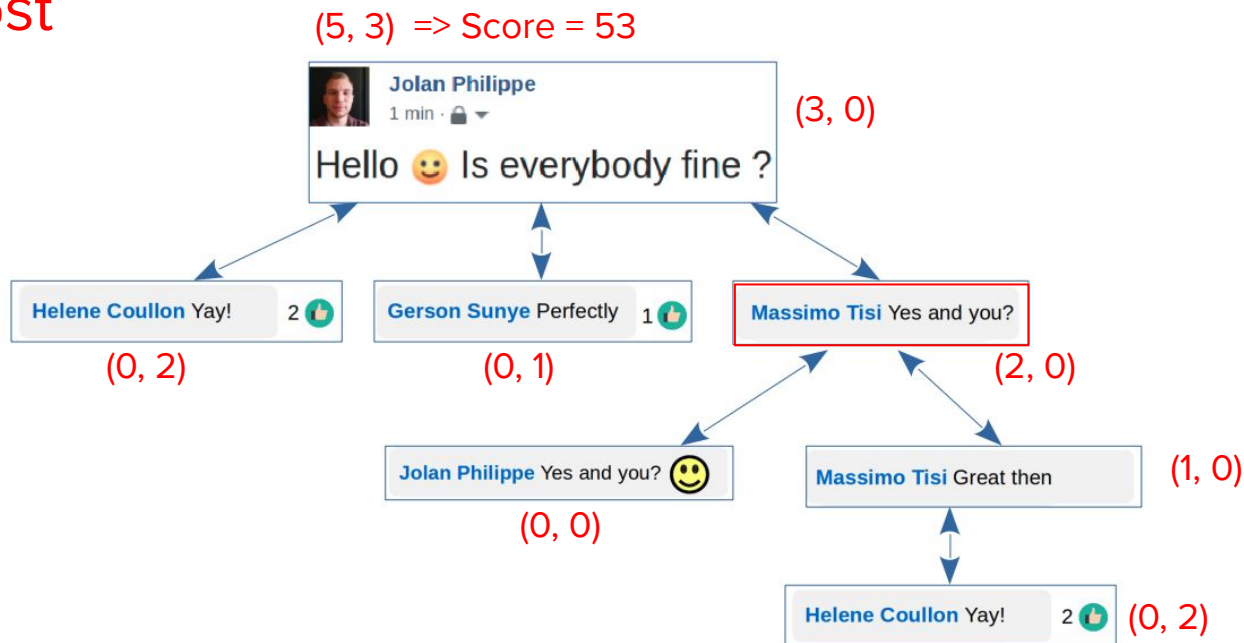 ost
(5, 3) => Score = 53
Jolan Philippe
1 min ·
(3, 0)
Hello 🙂 Is everybody fine ?
Helene Coullon Yay! 2
Gerson Sunye Perfectly 1
Massimo Tisi Yes and you?
(0, 2)
(0, 1)
(2, 0)
Jolan Philippe Yes and you?
Massimo Tisi Great then
(1, 0)
(0, 0)
Helene Coullon Yay! 2
(0, 2)